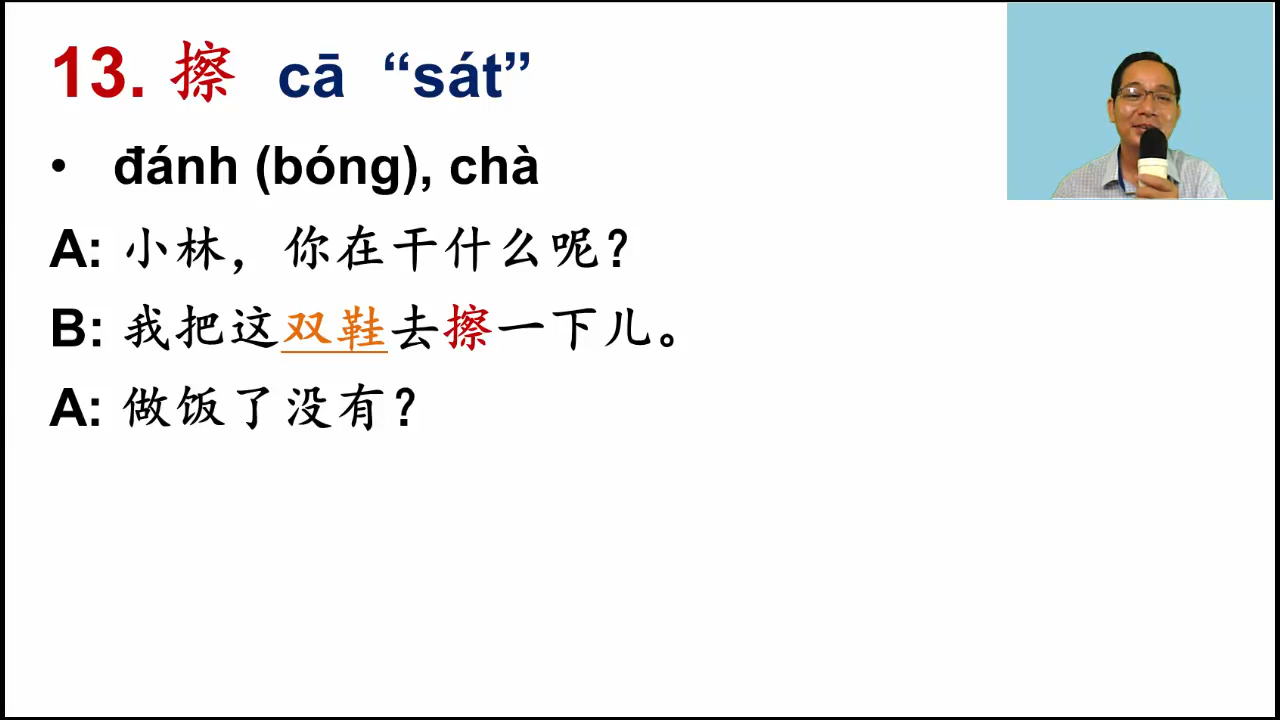 13. 擦 cā “sát”
• đánh (bóng), chà
A: 小林，你在干什么呢？
B: 我把这双鞋去擦一下儿。
A: 做饭了没有？